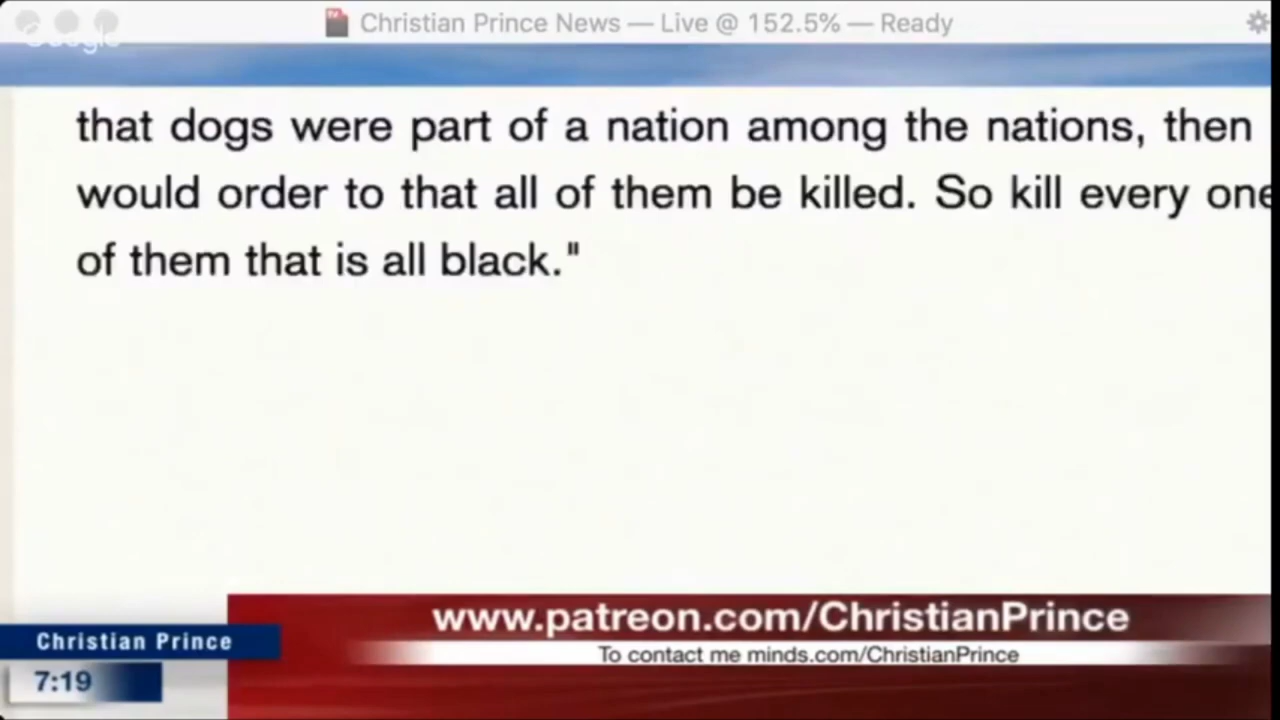 Christian Prince News — Live @ 152.5% — Ready
Google
that dogs were part of a nation among the nations, then
would order to that all of them be killed. So kill every one
of them that is all black."
www.patreon.com/ChristianPrince
Christian Prince
To contact me minds.com/ChristianPrince
7:19